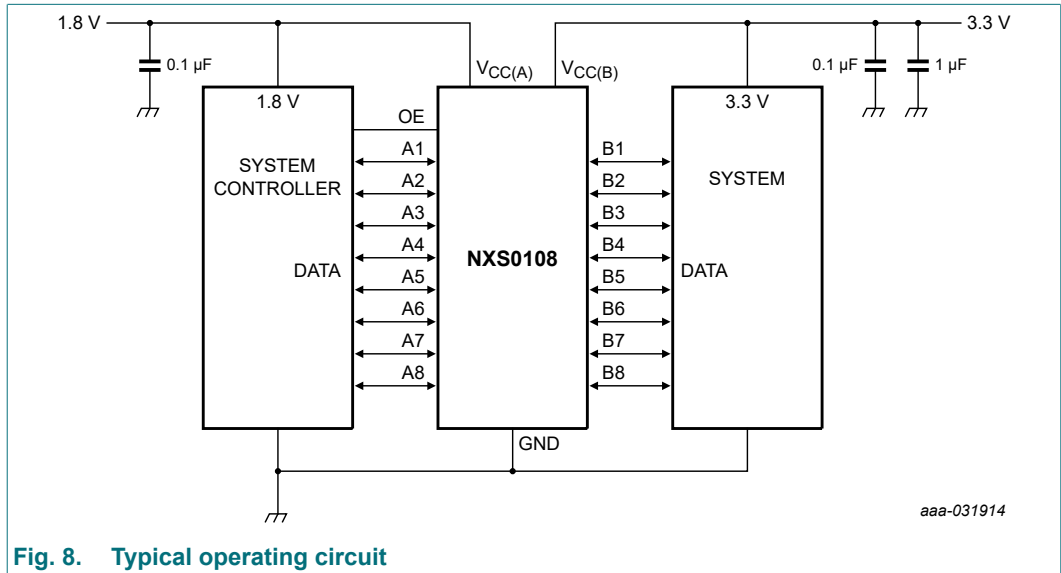 1.8 V
3.3 V
0.1 µF
VCC(A)
VCC(B)
0.1 µF
1 µF
1.8 V
3.3 V
OE
A1
B1
SYSTEM
CONTROLLER
SYSTEM
A2
B2
A3
B3
A4
B4
DATA
NXS0108
DATA
A5
B5
A6
B6
A7
B7
A8
B8
GND
aaa-031914
Fig. 8. Typical operating circuit